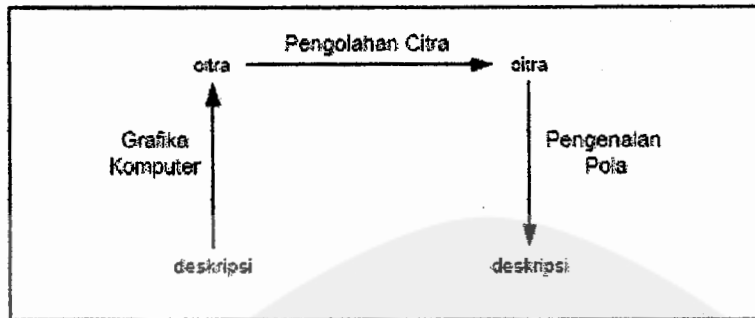 Pengolahan Citra
citra citra
Grafika Pengenalan
Komputer Pola
deskripsi deskripsi